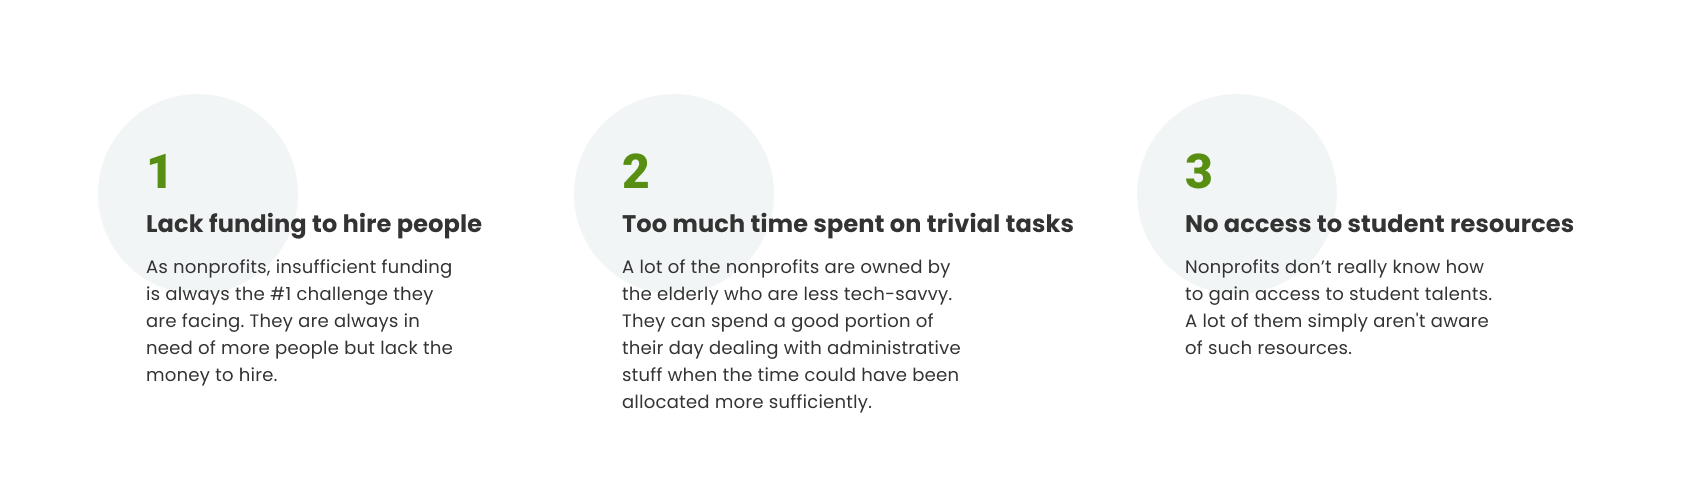 1
Lack funding to hire people
As nonprofits, insufficient funding
is always the #1 challenge they
are facing. They are always in
need of more people but lack the
money to hire.
2
Too much time spent on trivial tasks
A lot of the nonprofits are owned by
the elderly who are less tech-savvy.
They can spend a good portion of
their day dealing with administrative
stuff when the time could have been
allocated more sufficiently.
3
No access to student resources
Nonprofits don’t really know how
to gain access to student talents.
A lot of them simply aren't aware
of such resources.